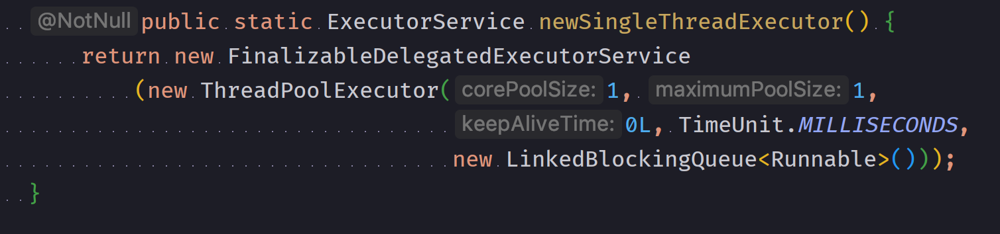 @NotNull public static ExecutorService newSingleThreadExecutor() {
return new FinalizableDelegatedExecutorService
(new ThreadPoolExecutor( corePoolSize: 1, maximumPoolSize: 1,
keepAliveTime: 0L, TimeUnit.MILLISECONDS,
new LinkedBlockingQueue<Runnable>()));
}